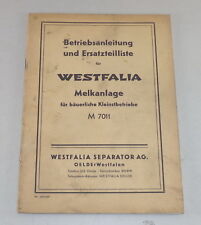 Betriebsanleitung
und Ersatzteilliste
für
WESTFALIA
Melkanlage
für bäuerliche Kleinstbetriebe
M 7011
WESTFALIA SEPARATOR AG.
OELDE/Westfalen